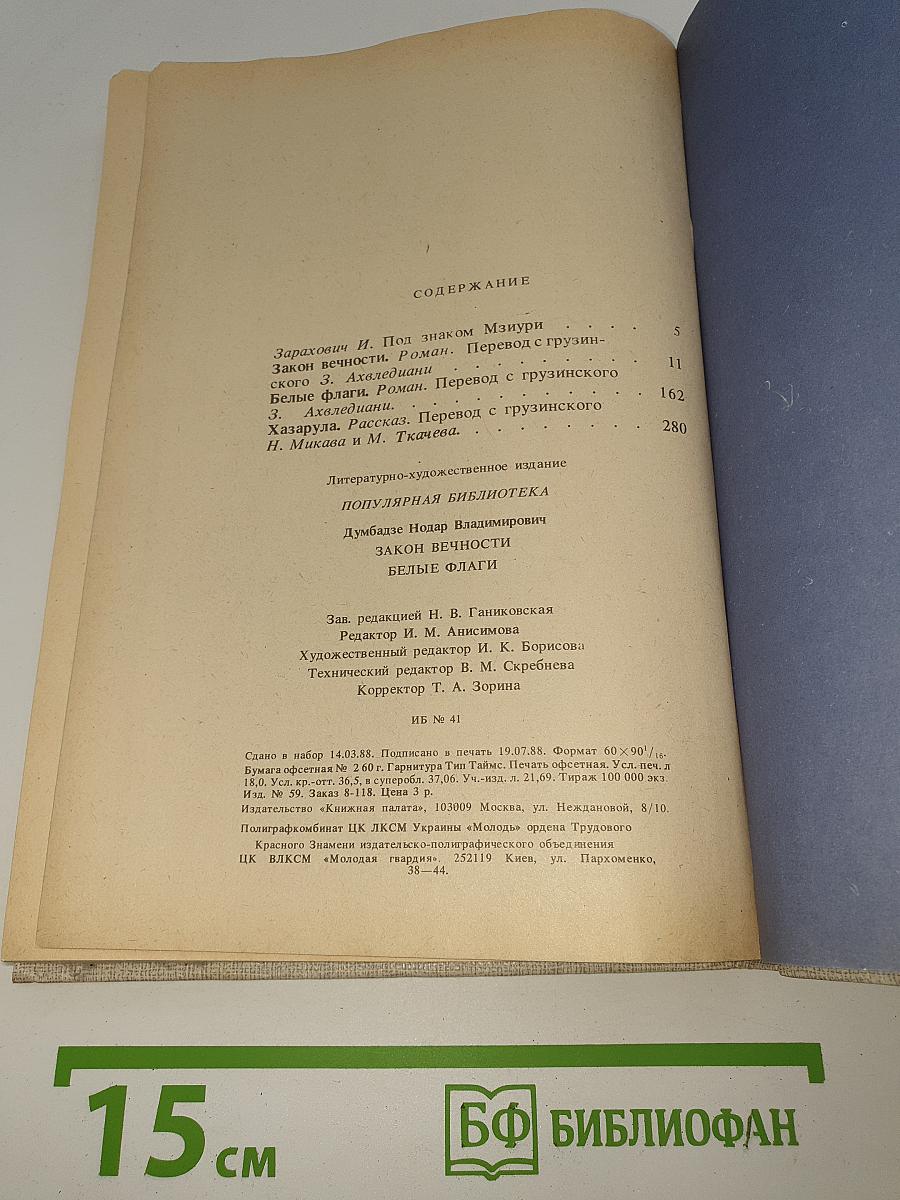 СОДЕРЖАНИЕ
Зарахович И. Под знаком Мзиури . . . . 5
Закон вечности. Роман. Перевод с грузин-
ского З. Ахвледиани . . . . . . . . . 11
Белые флаги. Роман. Перевод с грузинского
З. Ахвледиани. . . . . . . . . . . 162
Хазарула. Рассказ. Перевод с грузинского
Н. Микава и М. Ткачева. . . . . . . . 280
Литературно-художественное издание
ПОПУЛЯРНАЯ БИБЛИОТЕКА
Думбадзе Нодар Владимирович
ЗАКОН ВЕЧНОСТИ
БЕЛЫЕ ФЛАГИ
Зав. редакцией Н. В. Ганиковская
Редактор И. М. Анисимова
Художественный редактор И. К. Борисова
Технический редактор В. М. Скребнева
Корректор Т. А. Зорина
ИБ № 41
Сдано в набор 14.03.88. Подписано в печать 19.07.88. Формат 60×90¹/₁₆.
Бумага офсетная № 2 60 г. Гарнитура Тип Таймс. Печать офсетная. Усл. печ. л
18,0. Усл. кр.-отт. 36,5, в суперобл. 37,06. Уч.-изд. л. 21,69. Тираж 100 000 экз.
Изд. № 59. Заказ 8-118. Цена 3 р.
Издательство «Книжная палата», 103009 Москва, ул. Неждановой, 8/10.
Полиграфкомбинат ЦК ЛКСМ Украины «Молодь» ордена Трудового
Красного Знамени издательско-полиграфического объединения
ЦК ВЛКСМ «Молодая гвардия». 252119 Киев, ул. Пархоменко,
38—44.
15 см
БФ БИБЛИОФАН